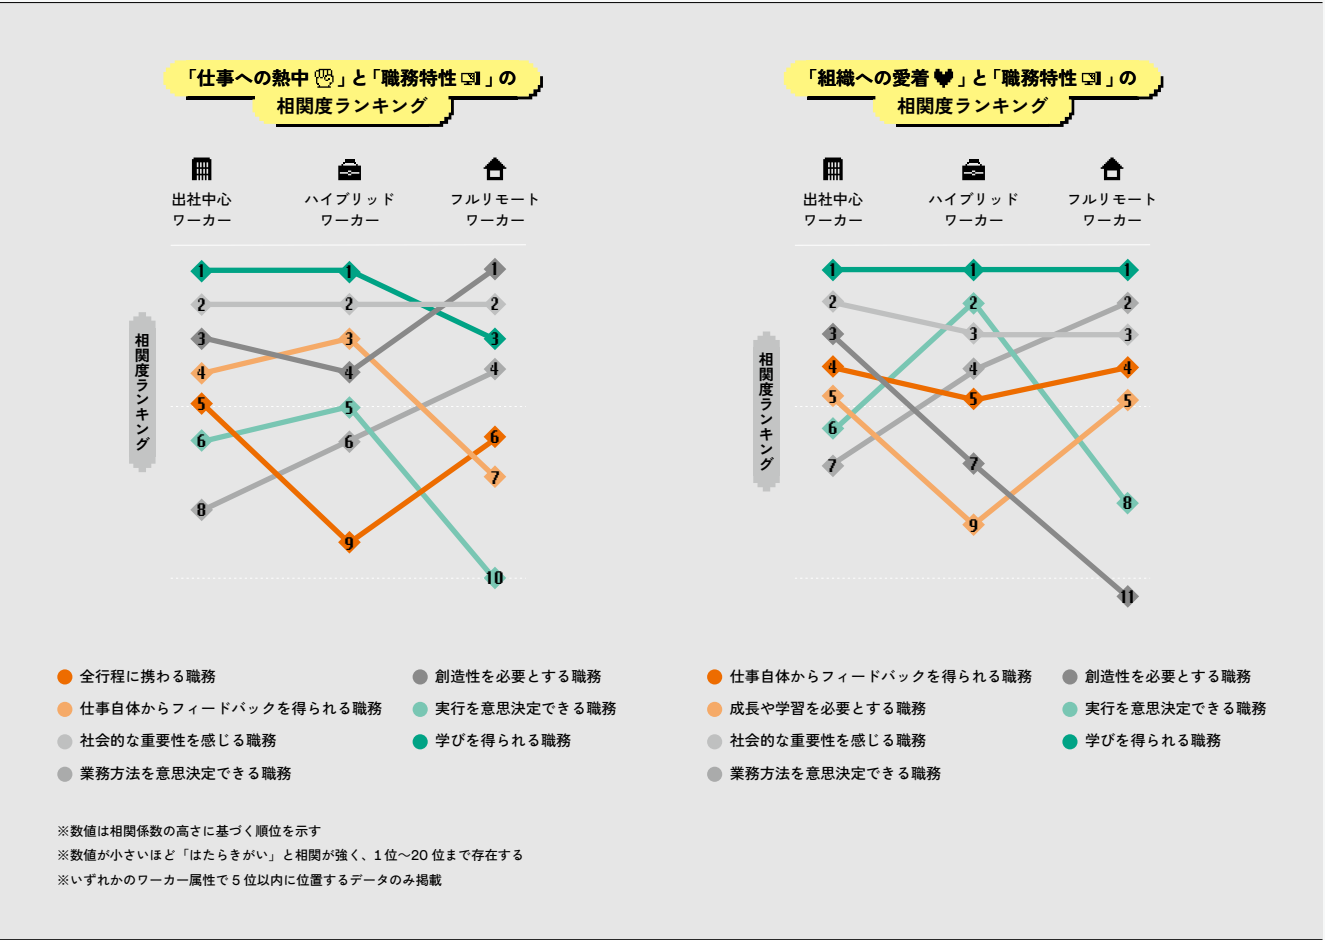 「仕事への熱中」と「職務特性」の
相関度ランキング
出社中心
ワーカー
ハイブリッド
ワーカー
フルリモート
ワーカー
相関度ランキング
1 1 1
2 2 2
3 3 3
4 4 4
5 5 6
6 6 7
8 9 10
全行程に携わる職務
仕事自体からフィードバックを得られる職務
社会的な重要性を感じる職務
業務方法を意思決定できる職務
創造性を必要とする職務
実行を意思決定できる職務
学びを得られる職務
「組織への愛着」と「職務特性」の
相関度ランキング
出社中心
ワーカー
ハイブリッド
ワーカー
フルリモート
ワーカー
相関度ランキング
1 1 1
2 2 2
3 3 3
4 4 4
5 5 5
6 7 8
7 9 11
仕事自体からフィードバックを得られる職務
成長や学習を必要とする職務
社会的な重要性を感じる職務
業務方法を意思決定できる職務
創造性を必要とする職務
実行を意思決定できる職務
学びを得られる職務
※数値は相関係数の高さに基づく順位を示す
※数値が小さいほど「はたらきがい」と相関が強く、1位〜20位まで存在する
※いずれかのワーカー属性で5位以内に位置するデータのみ掲載